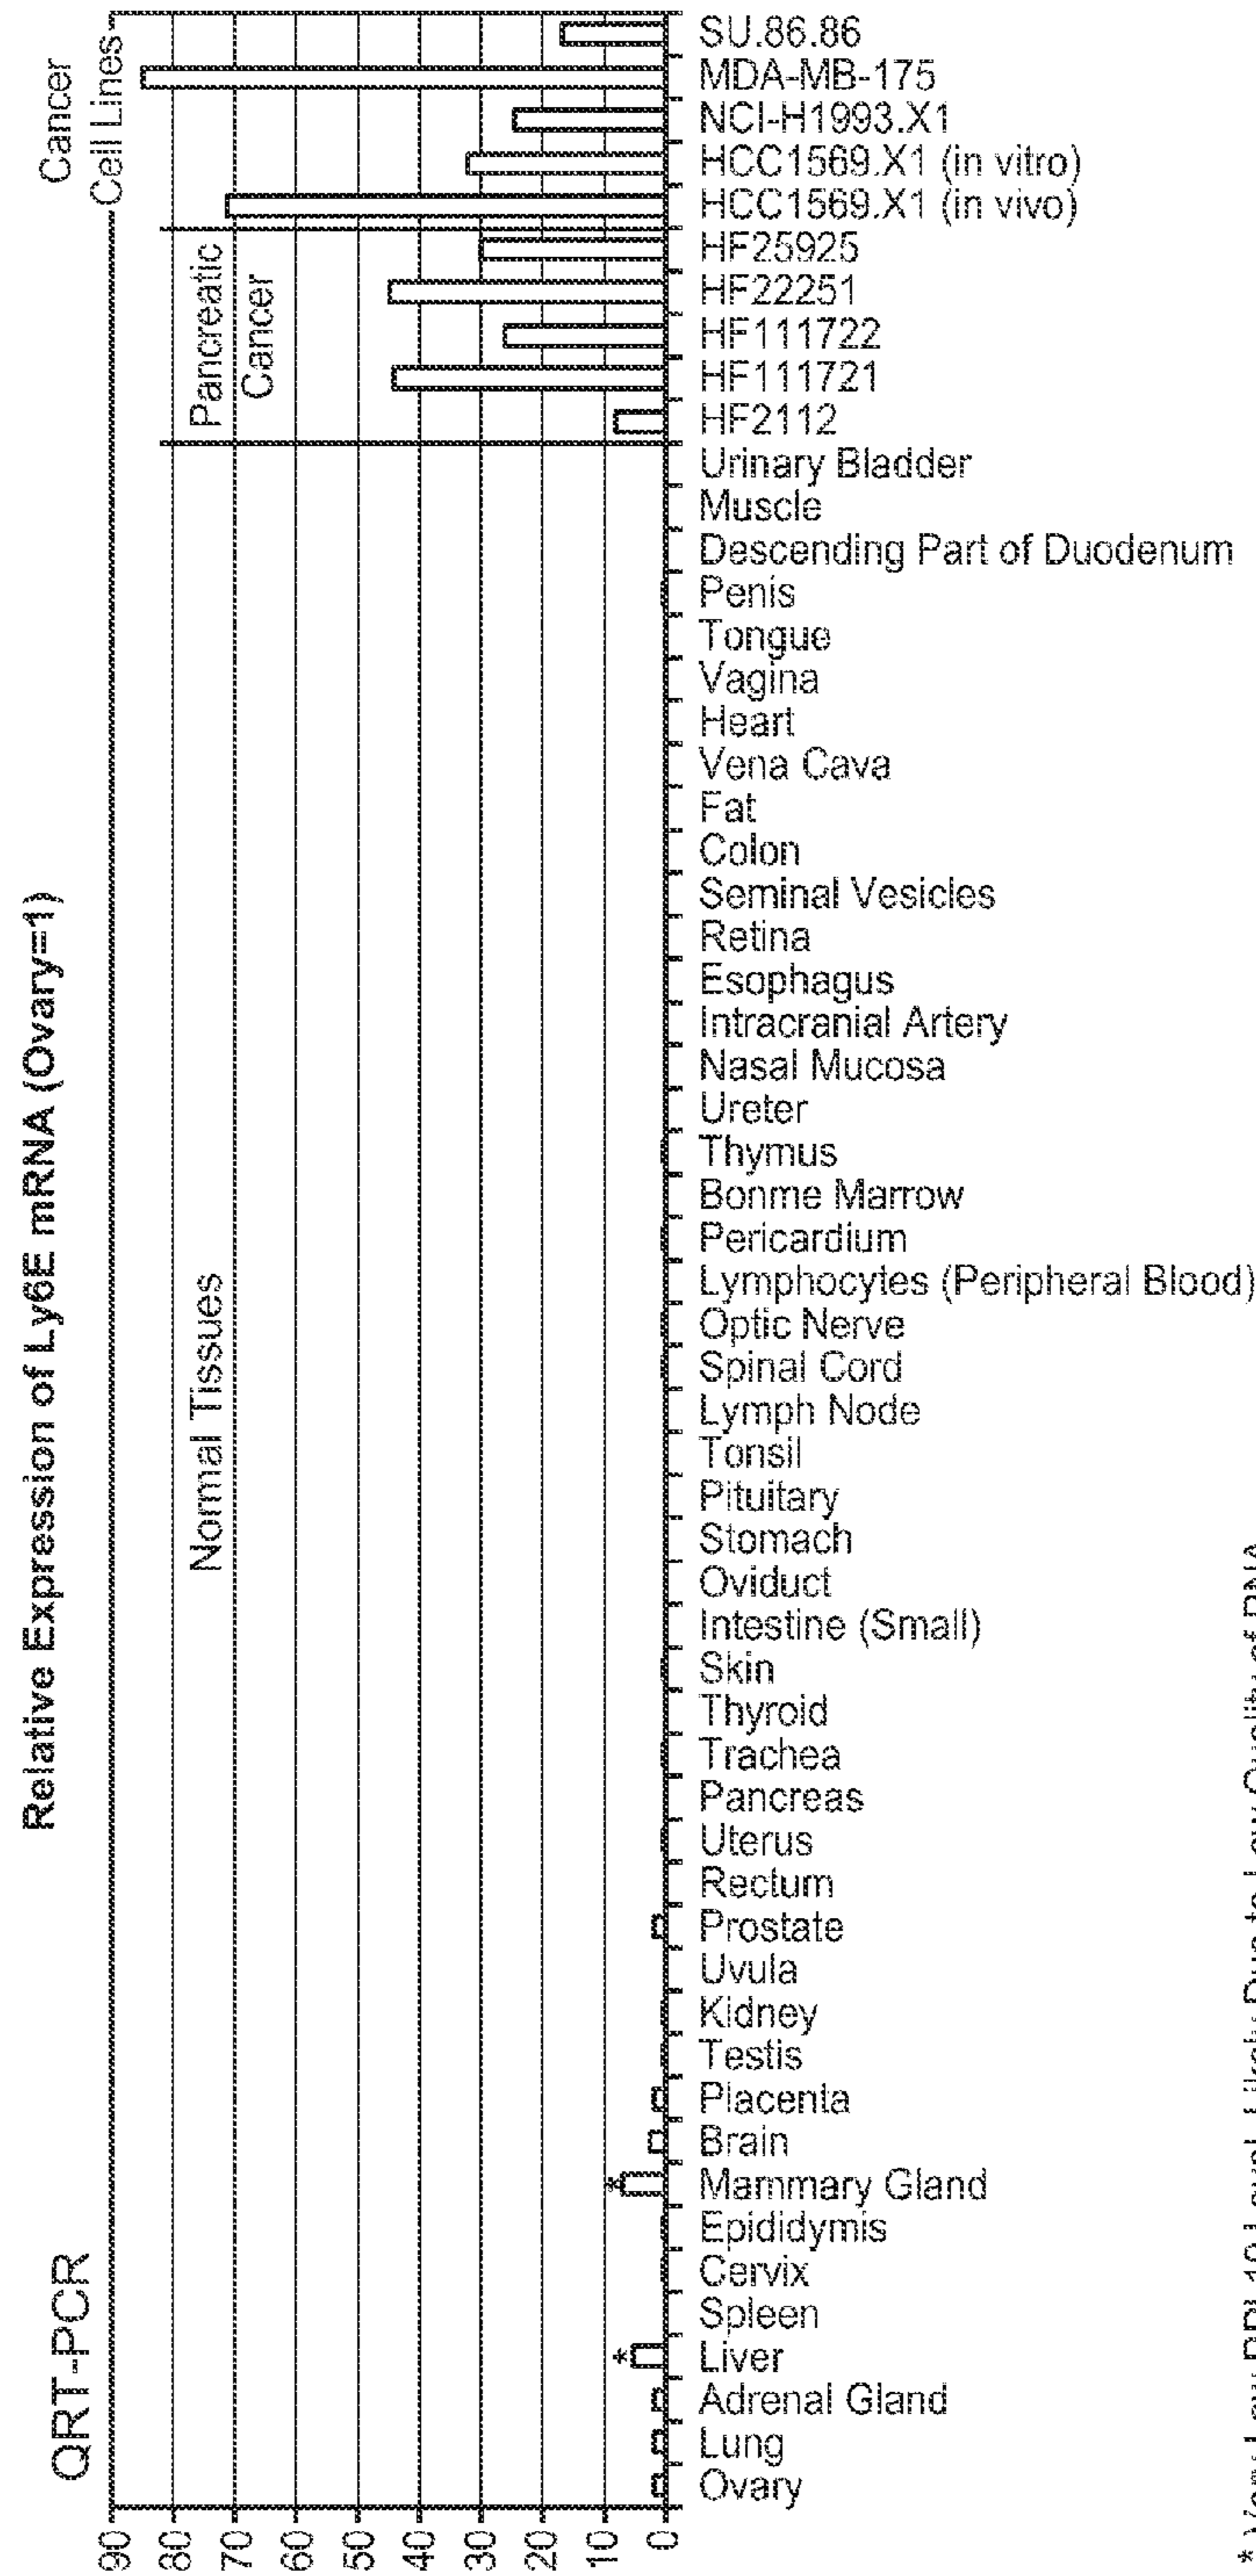 Relative Expression of Ly6E mRNA (Ovary=1)
QRT-PCR
Normal Tissues
Pancreatic
Cancer
Cancer
Cell Lines
90
80
70
60
50
40
30
20
10
0
Ovary
Lung
Adrenal Gland
*
Liver
Spleen
Cervix
Epididymis
*
Mammary Gland
Brain
Placenta
Testis
Kidney
Uvula
Prostate
Rectum
Uterus
Pancreas
Trachea
Thyroid
Skin
Intestine (Small)
Oviduct
Stomach
Pituitary
Tonsil
Lymph Node
Spinal Cord
Optic Nerve
Lymphocytes (Peripheral Blood)
Pericardium
Bonme Marrow
Thymus
Ureter
Nasal Mucosa
Intracranial Artery
Esophagus
Retina
Seminal Vesicles
Colon
Fat
Vena Cava
Heart
Vagina
Tongue
Penis
Descending Part of Duodenum
Muscle
Urinary Bladder
HF2112
HF111721
HF111722
HF22251
HF25925
HCC1569.X1 (in vivo)
HCC1569.X1 (in vitro)
NCI-H1993.X1
MDA-MB-175
SU.86.86
* Very Low RPL19 Level, Likely Due to Low Quality of RNA